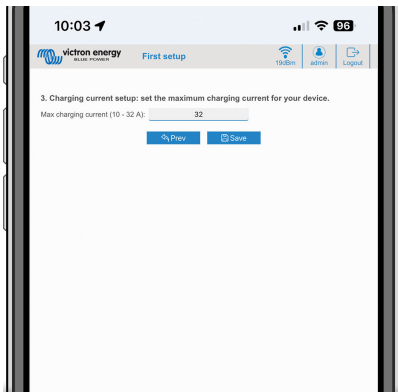 10:03
96
victron energy
BLUE POWER
First setup
19dBm
admin
Logout
3. Charging current setup: set the maximum charging current for your device.
Max charging current (10 - 32 A): 32
Prev
Save